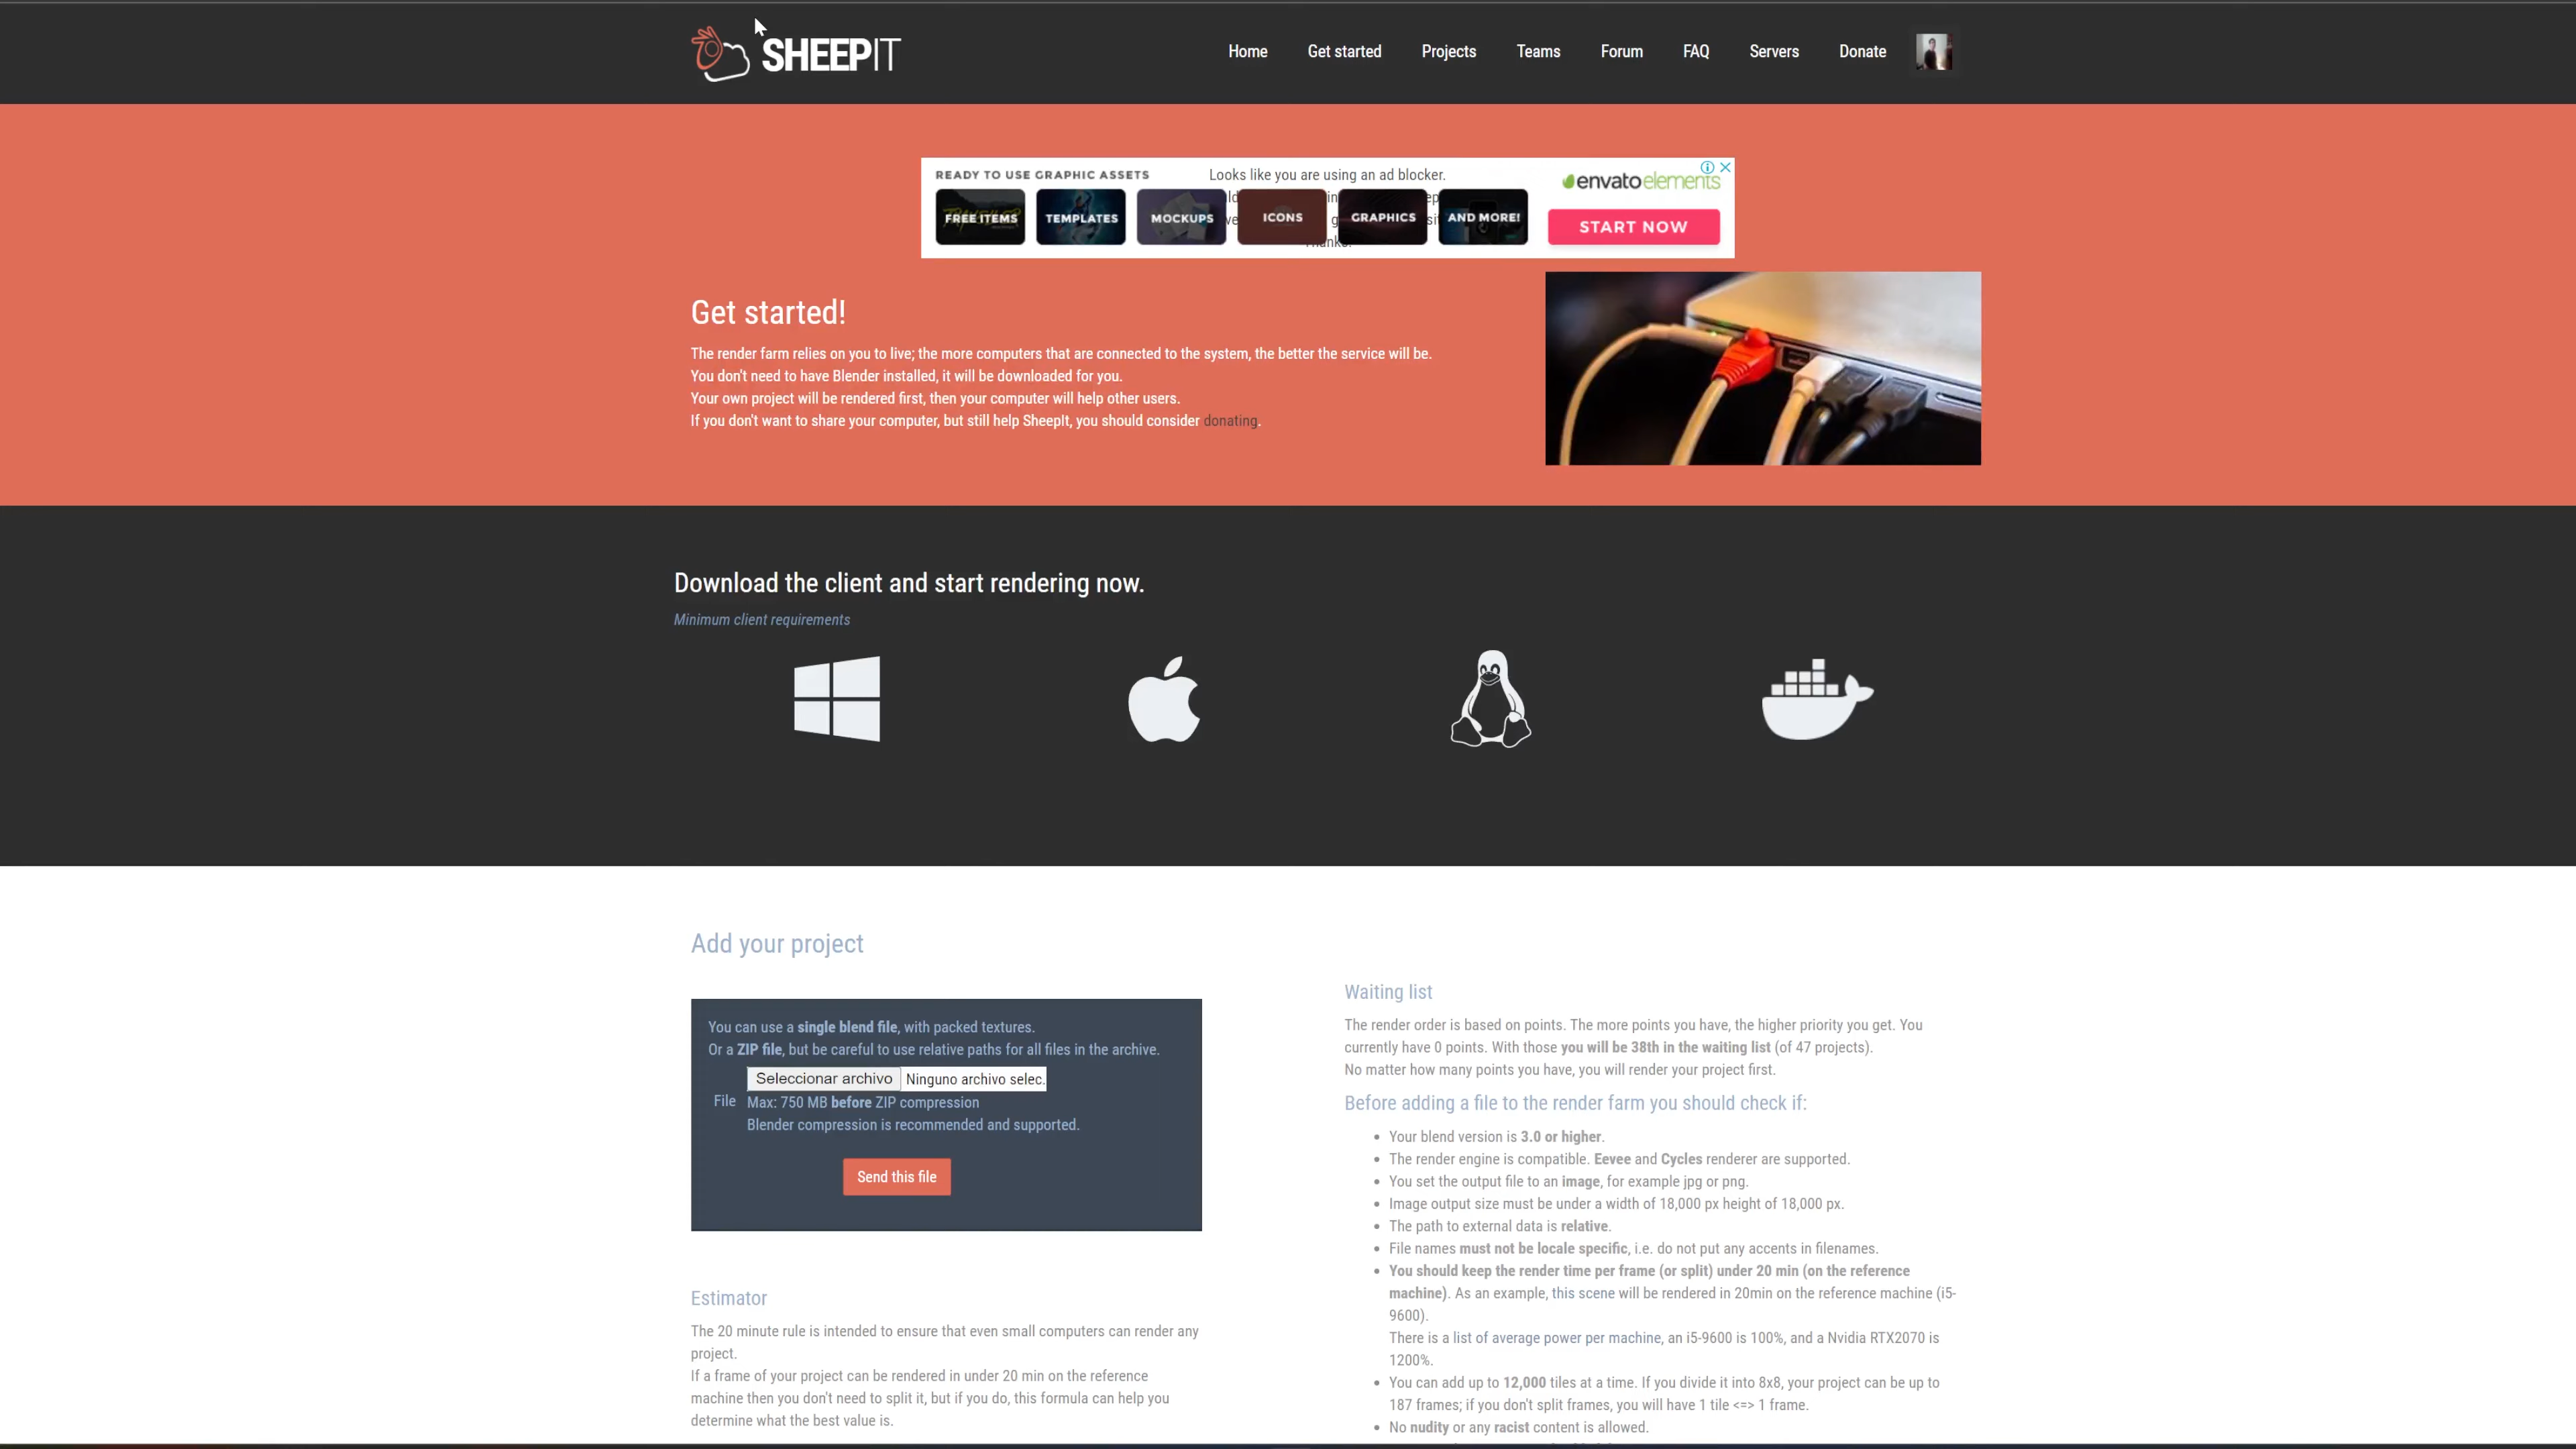 SHEEPIT
Home Get started Projects Teams Forum FAQ Servers Donate
READY TO USE GRAPHIC ASSETS
Looks like you are using an ad blocker.
FREE ITEMS TEMPLATES MOCKUPS ICONS GRAPHICS AND MORE!
envatoelements
START NOW
Get started!
The render farm relies on you to live; the more computers that are connected to the system, the better the service will be.
You don't need to have Blender installed, it will be downloaded for you.
Your own project will be rendered first, then your computer will help other users.
If you don't want to share your computer, but still help SheepIt, you should consider donating.
Download the client and start rendering now.
Minimum client requirements
Add your project
You can use a single blend file, with packed textures.
Or a ZIP file, but be careful to use relative paths for all files in the archive.
Seleccionar archivo Ninguno archivo selec.
File
Max: 750 MB before ZIP compression
Blender compression is recommended and supported.
Send this file
Estimator
The 20 minute rule is intended to ensure that even small computers can render any
project.
If a frame of your project can be rendered in under 20 min on the reference
machine then you don't need to split it, but if you do, this formula can help you
determine what the best value is.
Waiting list
The render order is based on points. The more points you have, the higher priority you get. You
currently have 0 points. With those you will be 38th in the waiting list (of 47 projects).
No matter how many points you have, you will render your project first.
Before adding a file to the render farm you should check if:
• Your blend version is 3.0 or higher.
• The render engine is compatible. Eevee and Cycles renderer are supported.
• You set the output file to an image, for example jpg or png.
• Image output size must be under a width of 18,000 px height of 18,000 px.
• The path to external data is relative.
• File names must not be locale specific, i.e. do not put any accents in filenames.
• You should keep the render time per frame (or split) under 20 min (on the reference
machine). As an example, this scene will be rendered in 20min on the reference machine (i5-
9600).
There is a list of average power per machine, an i5-9600 is 100%, and a Nvidia RTX2070 is
1200%.
• You can add up to 12,000 tiles at a time. If you divide it into 8x8, your project can be up to
187 frames; if you don't split frames, you will have 1 tile <=> 1 frame.
• No nudity or any racist content is allowed.